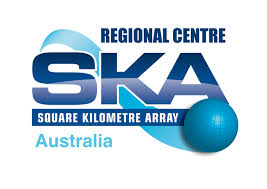 REGIONAL CENTRE
SKA
SQUARE KILOMETRE ARRAY
Australia